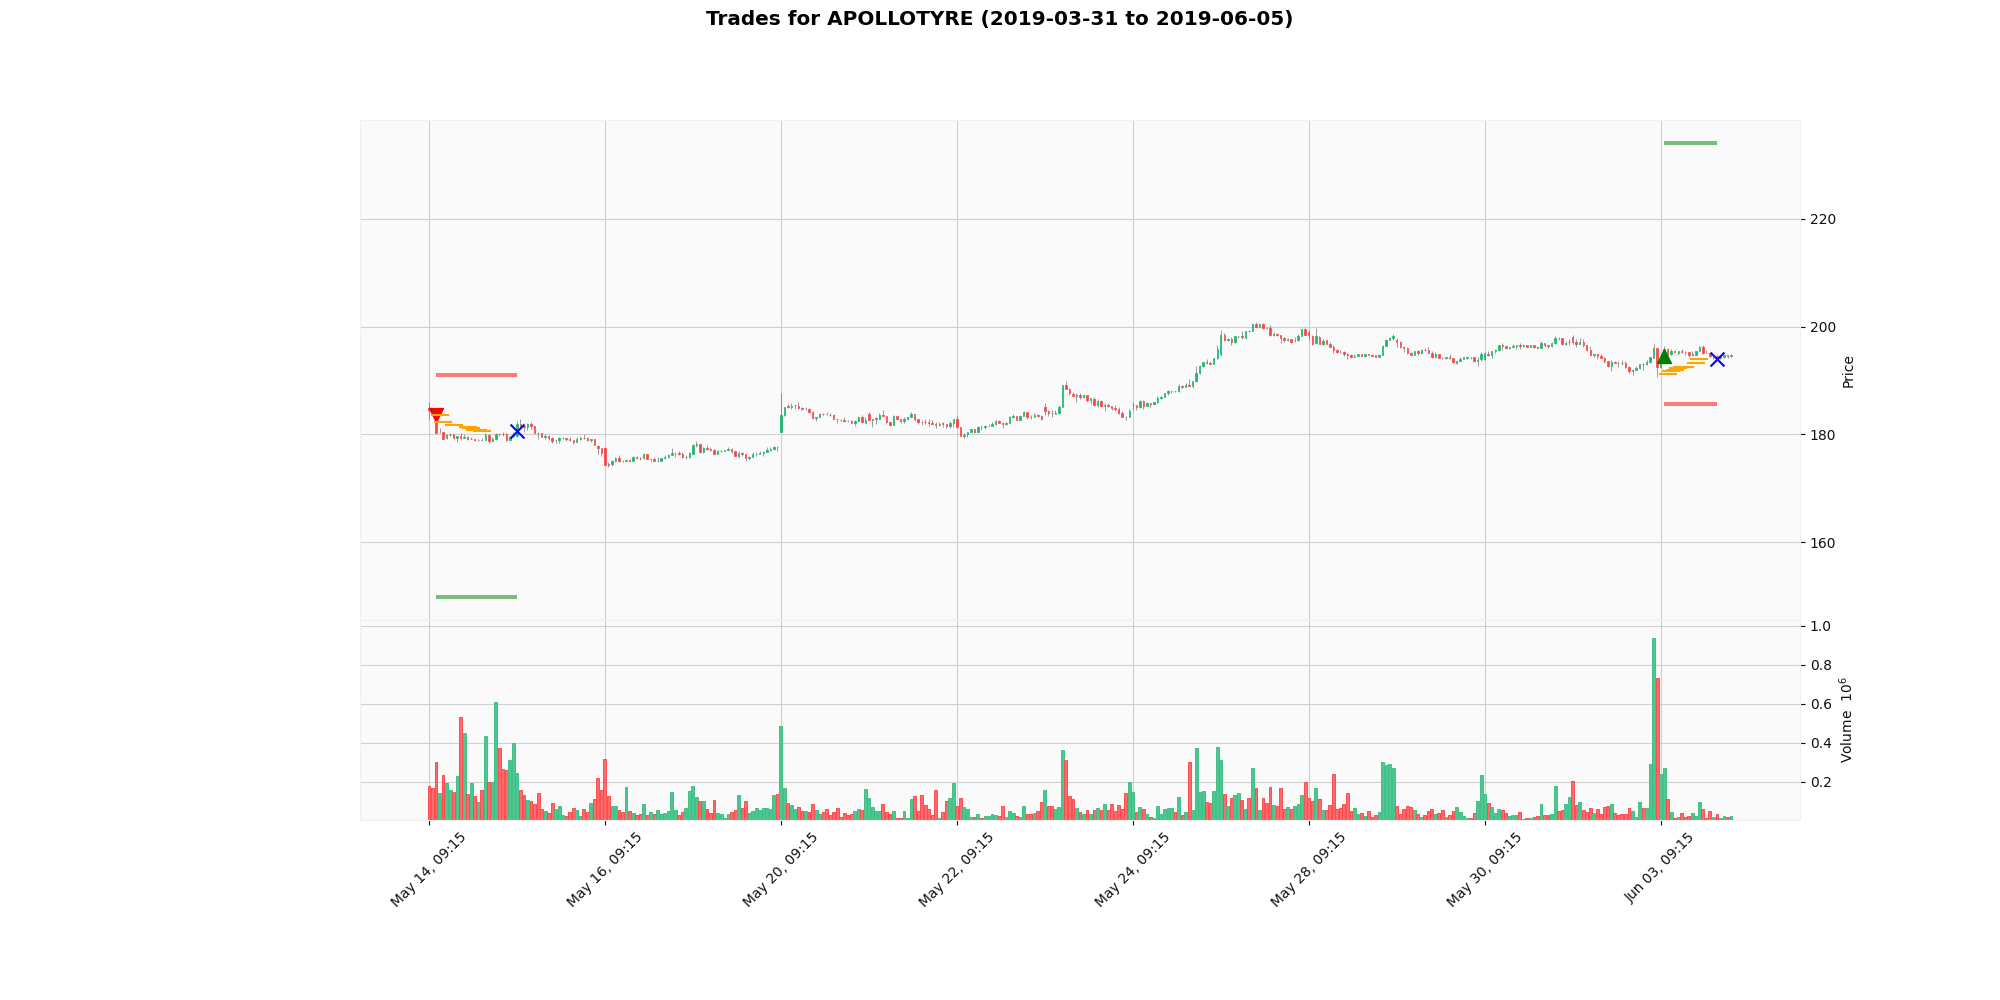 Trades for APOLLOTYRE (2019-03-31 to 2019-06-05)
220
200
180
160
Price
1.0
0.8
0.6
0.4
0.2
Volume 10⁶
May 14, 09:15
May 16, 09:15
May 20, 09:15
May 22, 09:15
May 24, 09:15
May 28, 09:15
May 30, 09:15
Jun 03, 09:15